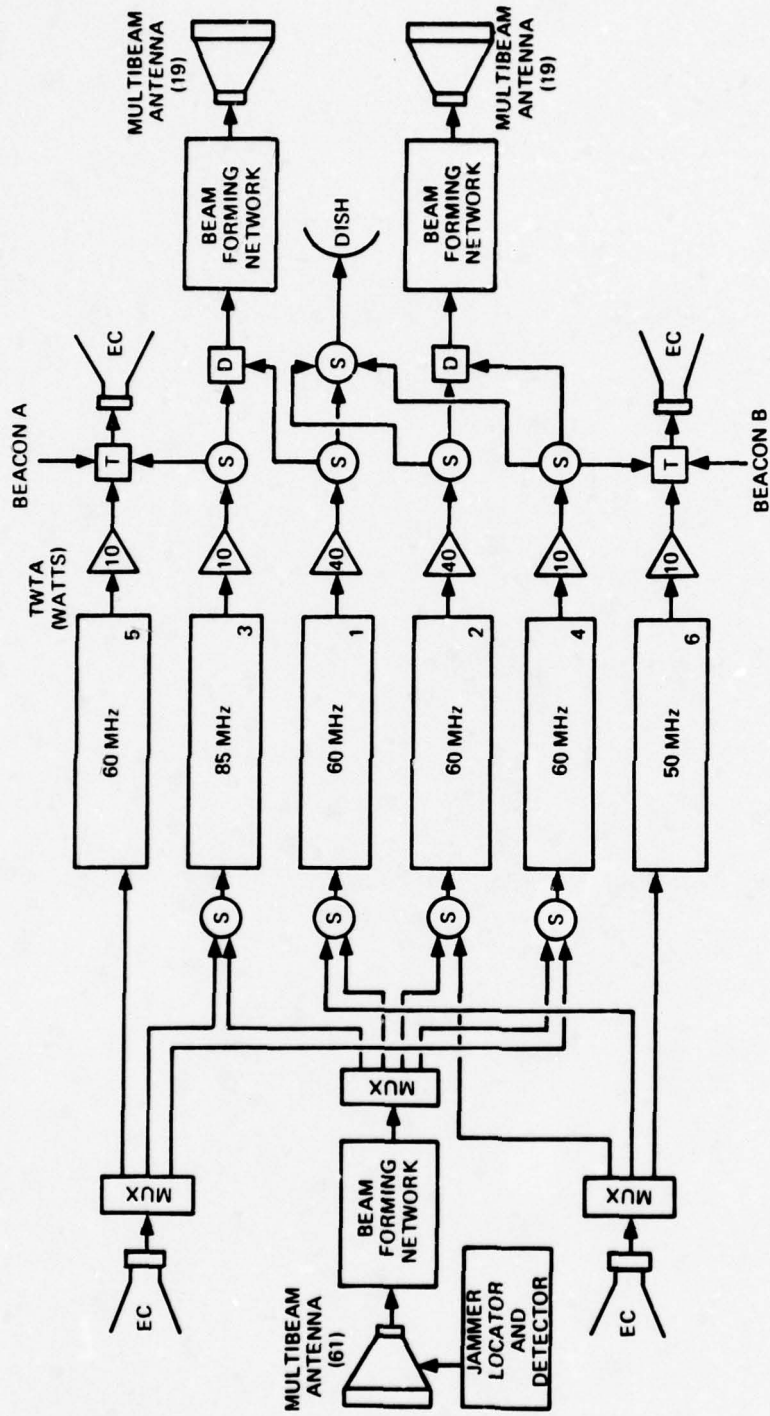 BEACON A
TWTA
(WATTS)
EC
T
MULTIBEAM
ANTENNA
(19)
BEAM
FORMING
NETWORK
D
S
DISH
S
S
S
S
D
BEAM
FORMING
NETWORK
MULTIBEAM
ANTENNA
(19)
EC
T
BEACON B
10
10
40
40
10
10
60 MHz
5
85 MHz
3
60 MHz
1
60 MHz
2
60 MHz
4
50 MHz
6
S
S
S
S
MUX
EC
MUX
BEAM
FORMING
NETWORK
MULTIBEAM
ANTENNA
(61)
JAMMER
LOCATOR
AND
DETECTOR
MUX
EC